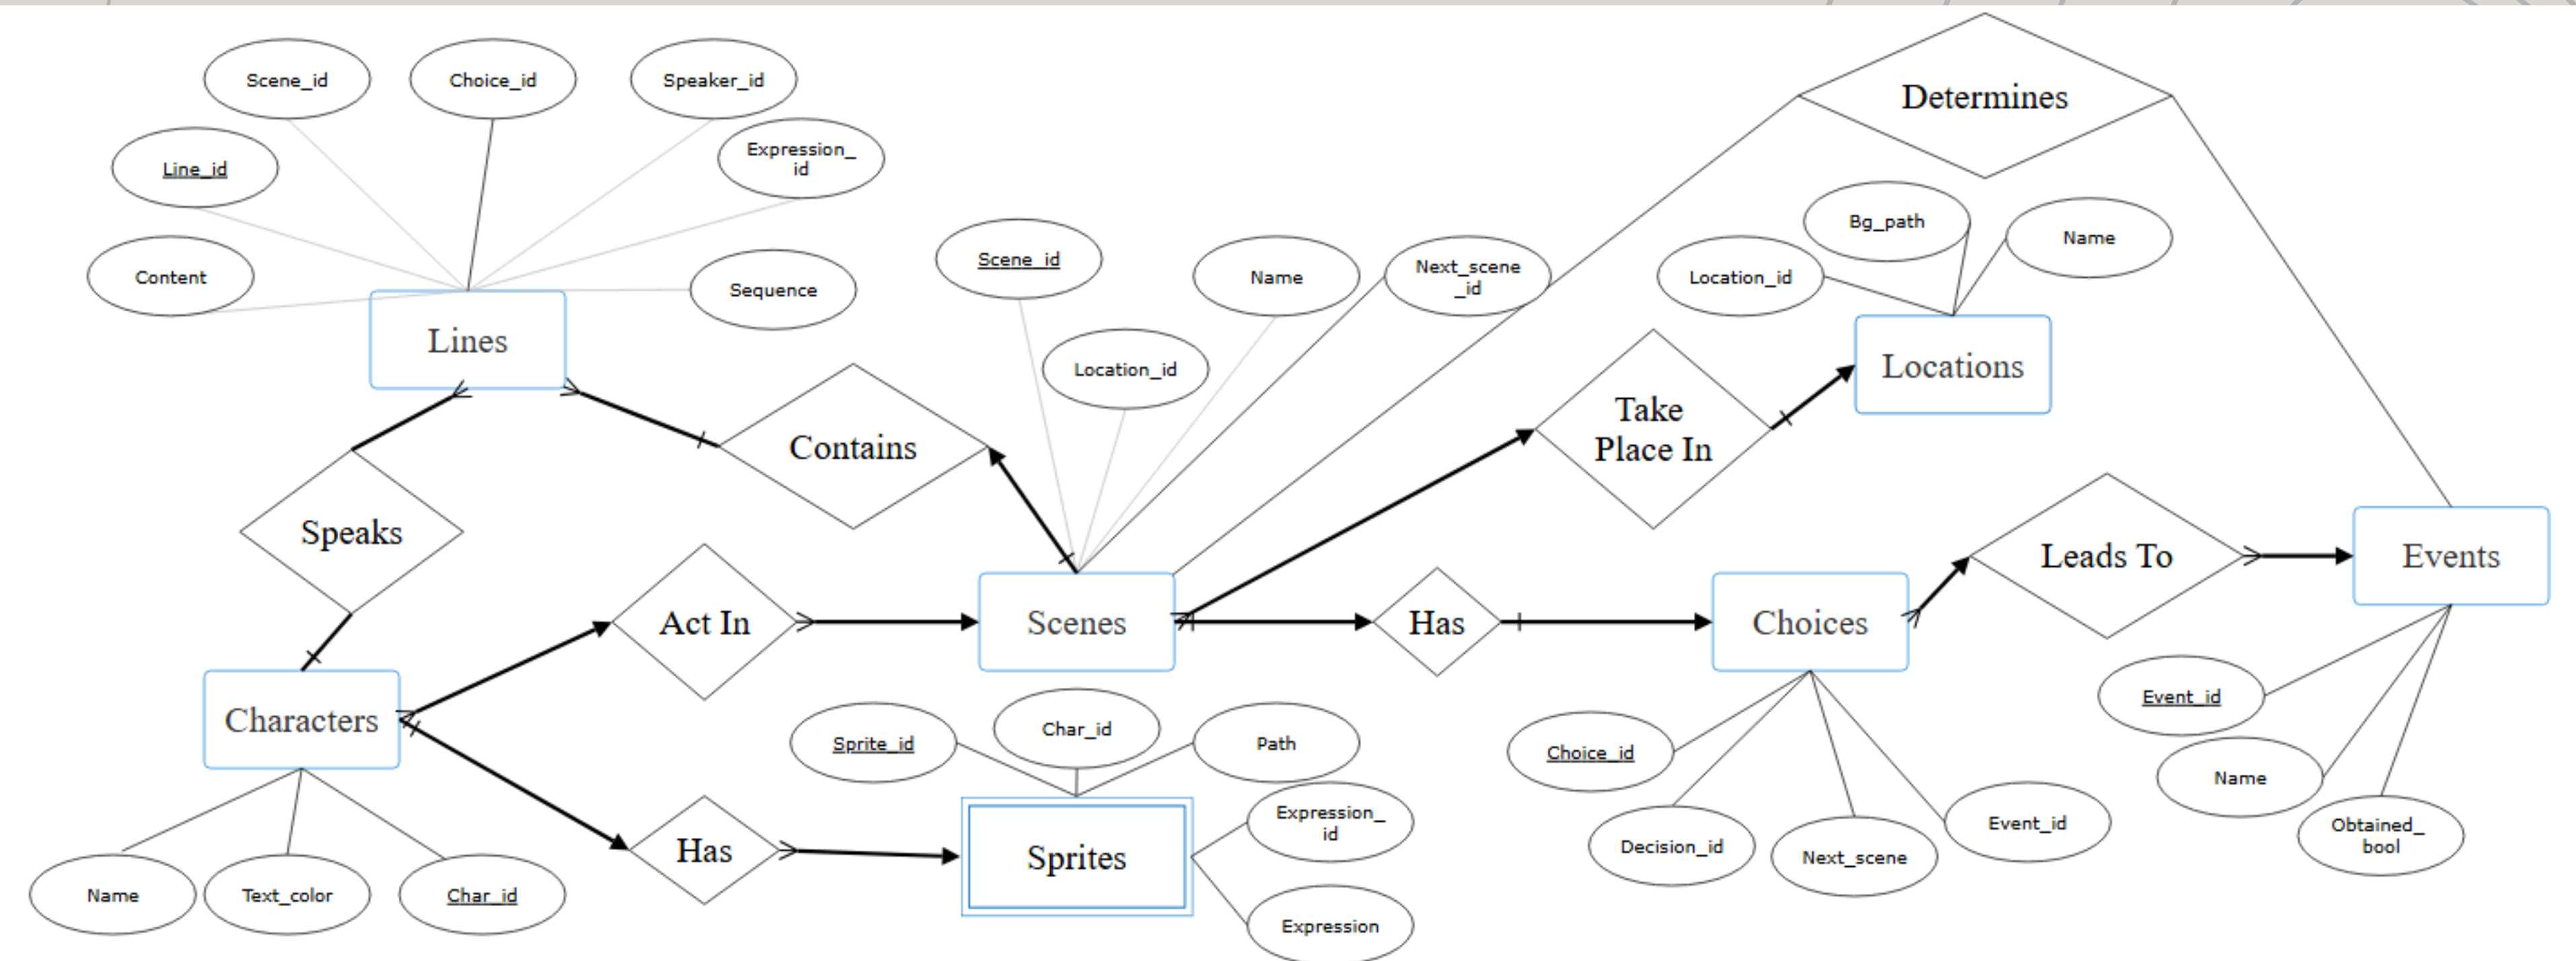 Determines
Scene_id
Choice_id
Speaker_id
Line_id
Expression_
id
Content
Sequence
Lines
Scene_id
Name
Next_scene
_id
Location_id
Bg_path
Name
Location_id
Locations
Take
Place In
Contains
Speaks
Act In
Scenes
Has
Choices
Leads To
Events
Characters
Name
Text_color
Char_id
Has
Sprite_id
Char_id
Path
Sprites
Expression_
id
Expression
Choice_id
Decision_id
Next_scene
Event_id
Event_id
Name
Obtained_
bool